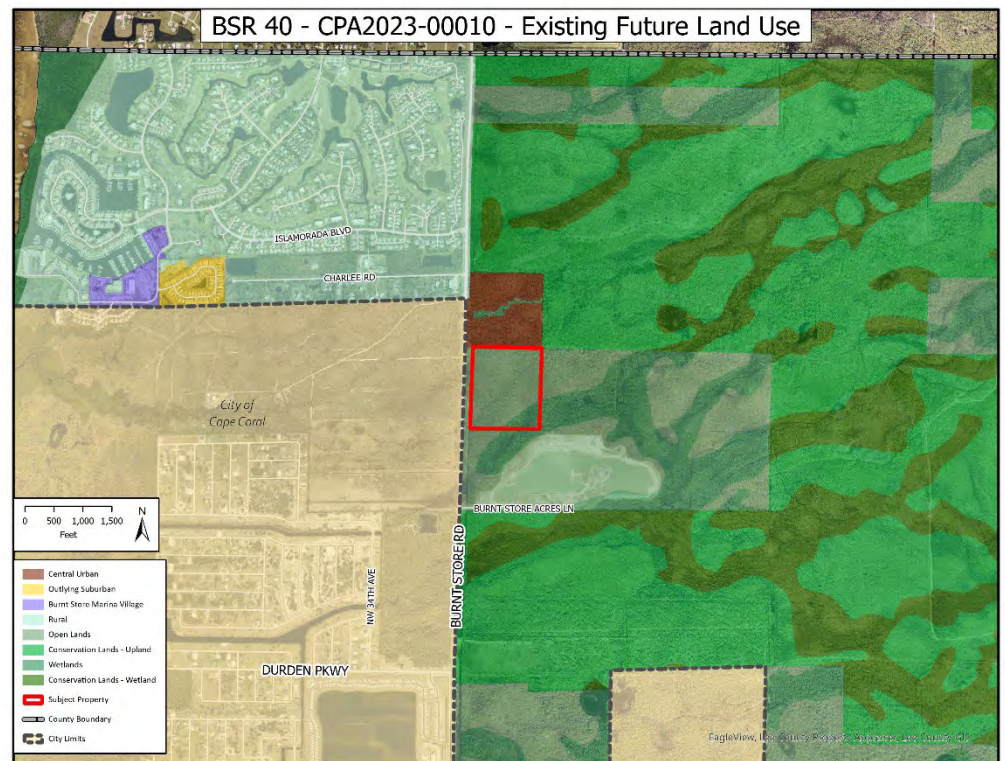 BSR 40 - CPA2023-00010 - Existing Future Land Use
ISLAMORADA BLVD
CHARLEE RD
City of
Cape Coral
BURNT STORE ACRES LN
BURNT STORE RD
NW 34TH AVE
DURDEN PKWY
0 500 1,000 1,500
Feet
N
Central Urban
Outlying Suburban
Burnt Store Marina Village
Rural
Open Lands
Conservation Lands - Upland
Wetlands
Conservation Lands - Wetland
Subject Property
County Boundary
City Limits
EagleView, Lee County Property Appraiser, Lee County, GIS